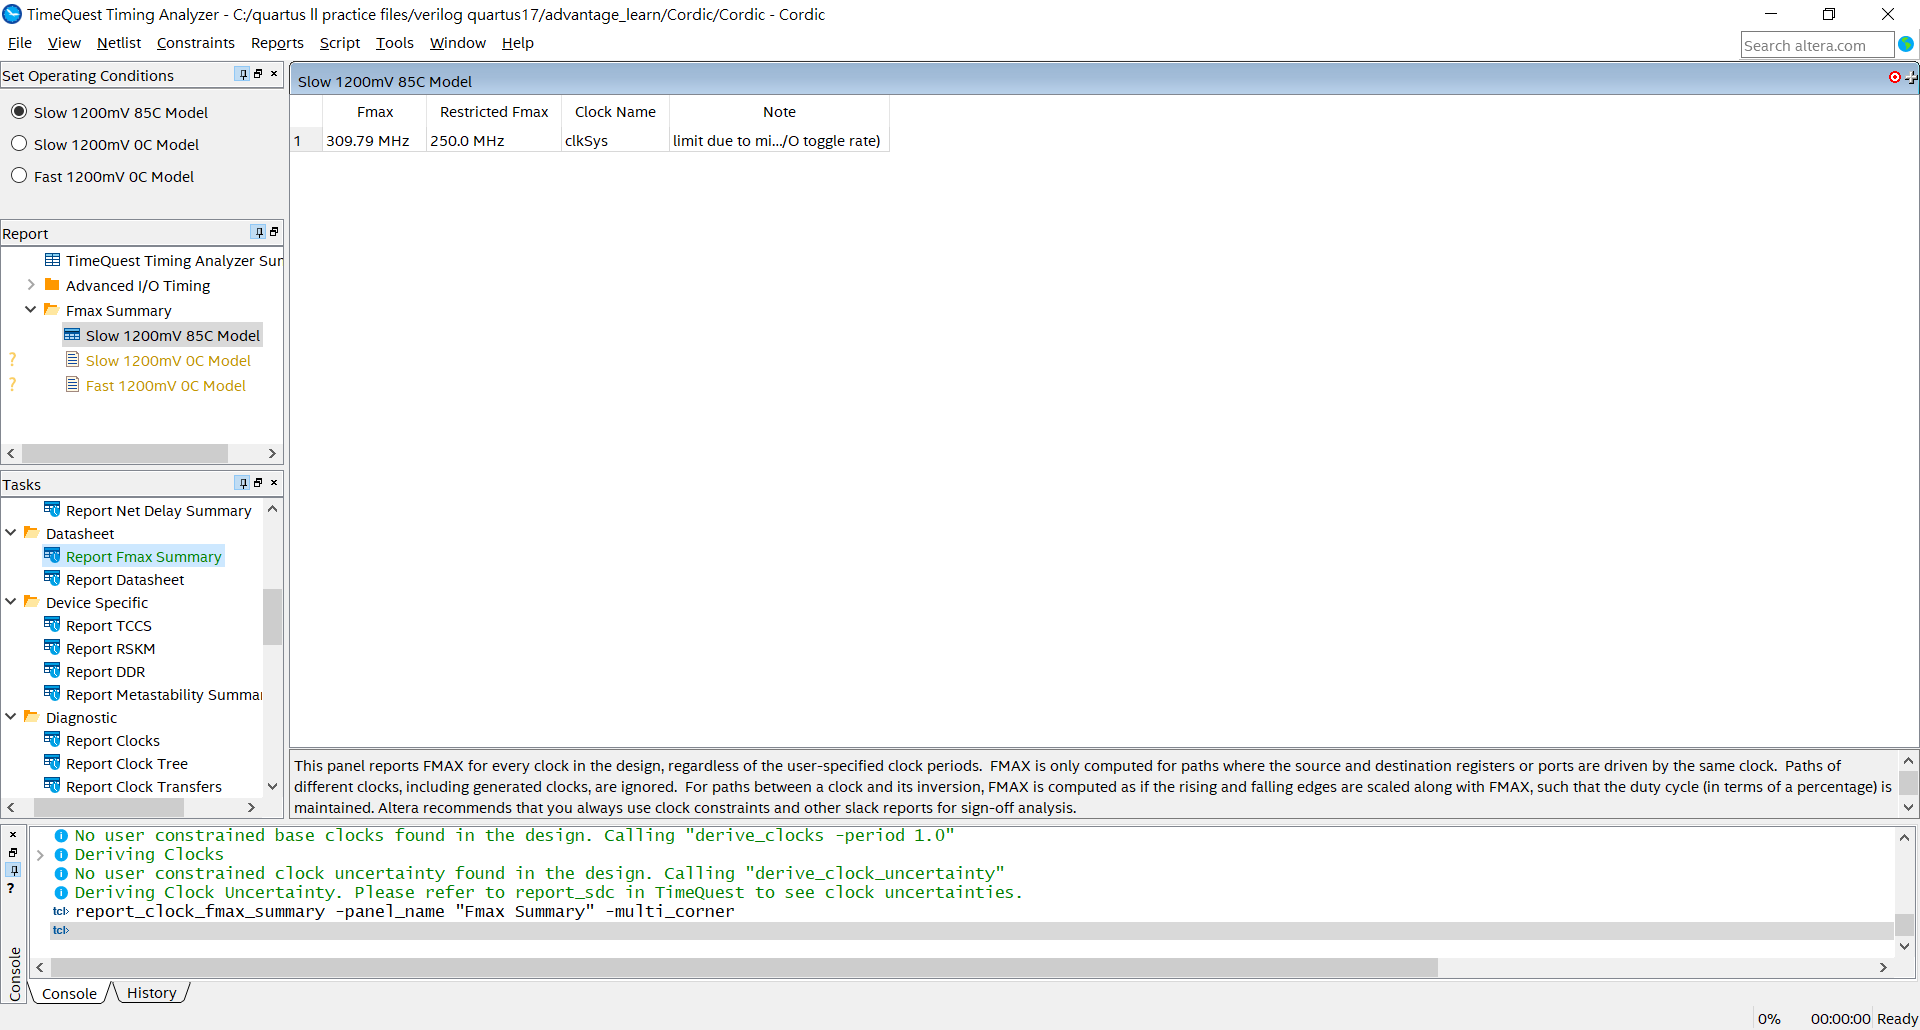 TimeQuest Timing Analyzer - C:/quartus ll practice files/verilog quartus17/advantage_learn/Cordic/Cordic - Cordic
File View Netlist Constraints Reports Script Tools Window Help
Search altera.com
Set Operating Conditions
Slow 1200mV 85C Model
Slow 1200mV 0C Model
Fast 1200mV 0C Model
Report
TimeQuest Timing Analyzer Sur
Advanced I/O Timing
Fmax Summary
Slow 1200mV 85C Model
? Slow 1200mV 0C Model
? Fast 1200mV 0C Model
Tasks
Report Net Delay Summary
Datasheet
Report Fmax Summary
Report Datasheet
Device Specific
Report TCCS
Report RSKM
Report DDR
Report Metastability Summar
Diagnostic
Report Clocks
Report Clock Tree
Report Clock Transfers
Slow 1200mV 85C Model
Fmax Restricted Fmax Clock Name Note
1 309.79 MHz 250.0 MHz clkSys limit due to mi.../O toggle rate)
This panel reports FMAX for every clock in the design, regardless of the user-specified clock periods.  FMAX is only computed for paths where the source and destination registers or ports are driven by the same clock.  Paths of
different clocks, including generated clocks, are ignored.  For paths between a clock and its inversion, FMAX is computed as if the rising and falling edges are scaled along with FMAX, such that the duty cycle (in terms of a percentage) is
maintained. Altera recommends that you always use clock constraints and other slack reports for sign-off analysis.
No user constrained base clocks found in the design. Calling "derive_clocks -period 1.0"
Deriving Clocks
No user constrained clock uncertainty found in the design. Calling "derive_clock_uncertainty"
Deriving Clock Uncertainty. Please refer to report_sdc in TimeQuest to see clock uncertainties.
tcl> report_clock_fmax_summary -panel_name "Fmax Summary" -multi_corner
tcl>
?
Console
Console History
0% 00:00:00 Ready